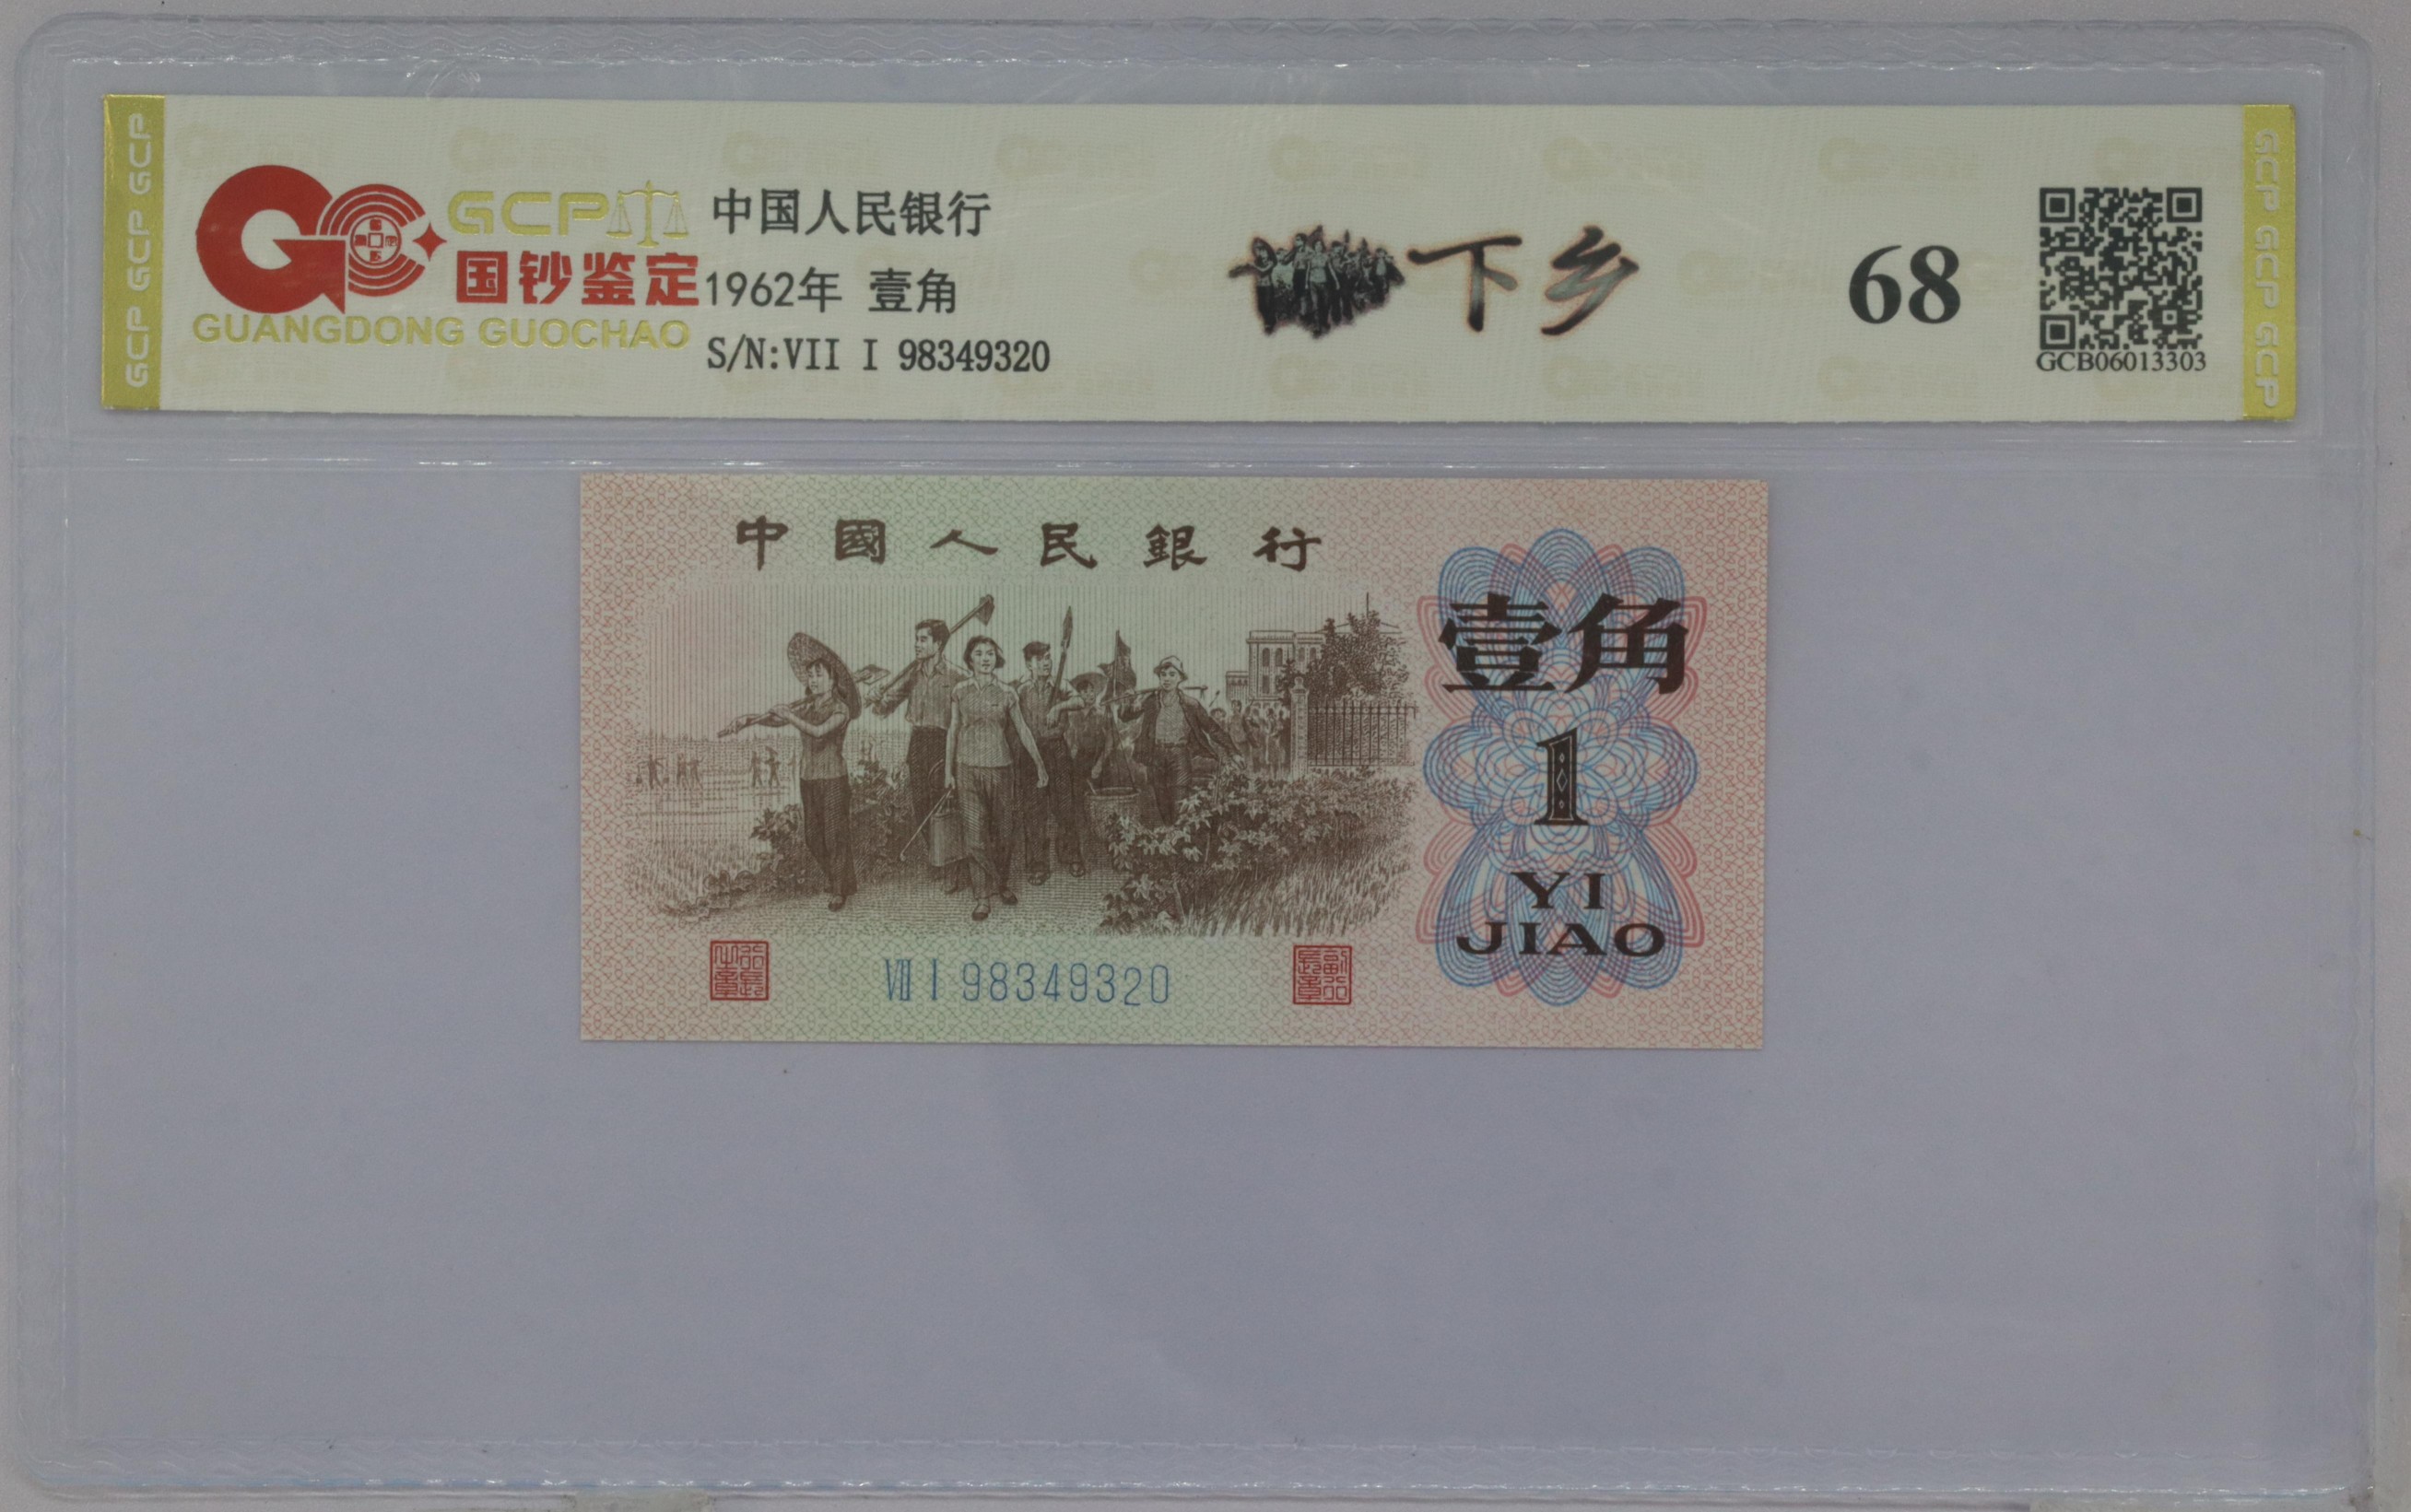 GCP GCP GCP
GCP
国钞鉴定
GUANGDONG GUOCHAO
中国人民银行
1962年 壹角
S/N:VII I 98349320
下乡
68
GCB06013303
GCP GCP GCP
中國人民銀行
壹角
1
YI
JIAO
VII I 98349320